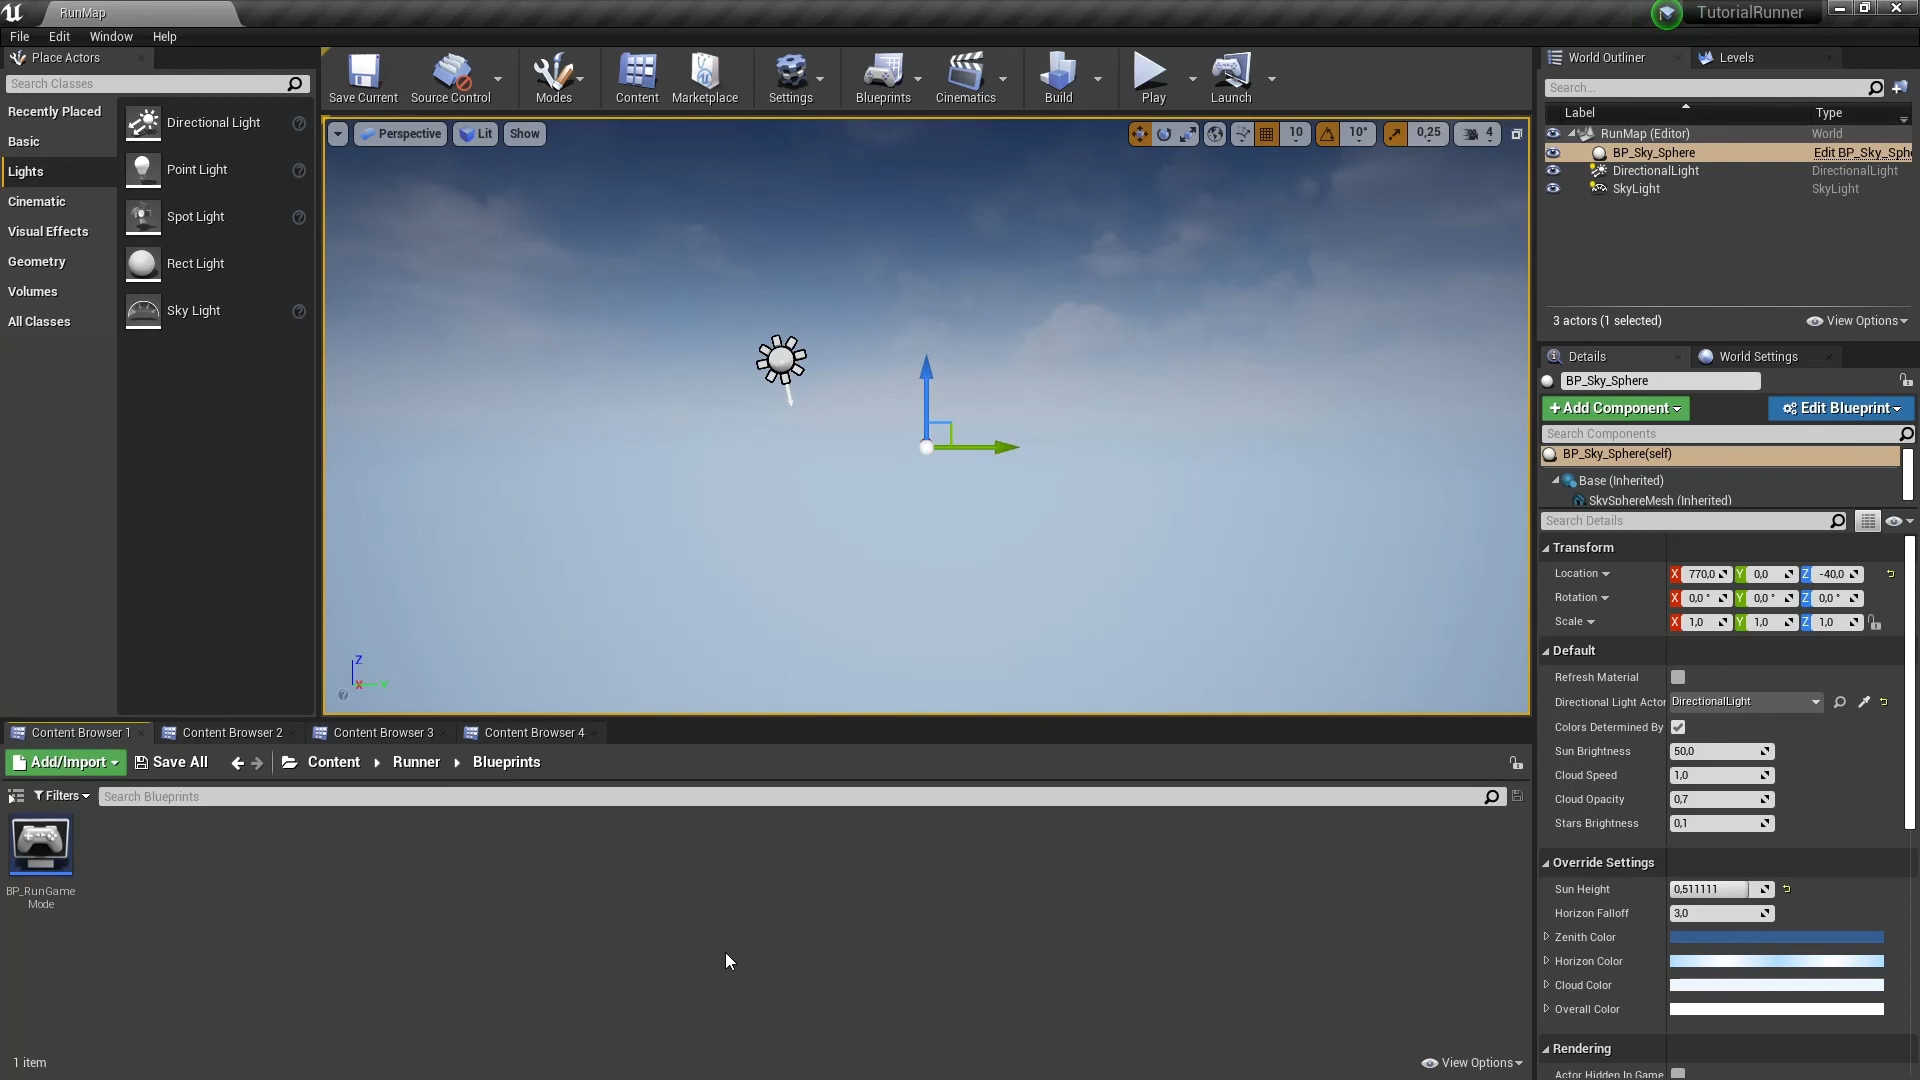 RunMap
TutorialRunner
File Edit Window Help
Place Actors
Search Classes
Recently Placed
Basic
Lights
Cinematic
Visual Effects
Geometry
Volumes
All Classes
Directional Light
Point Light
Spot Light
Rect Light
Sky Light
Save Current
Source Control
Modes
Content
Marketplace
Settings
Blueprints
Cinematics
Build
Play
Launch
Perspective
Lit
Show
10
10°
0,25
4
Z
X
Y
World Outliner
Levels
Search...
Label Type
RunMap (Editor) World
BP_Sky_Sphere Edit BP_Sky_Sph
DirectionalLight DirectionalLight
SkyLight SkyLight
3 actors (1 selected)
View Options
Details
World Settings
BP_Sky_Sphere
+Add Component
Edit Blueprint
Search Components
BP_Sky_Sphere(self)
Base (Inherited)
SkySphereMesh (Inherited)
Search Details
Transform
Location X 770,0 Y 0,0 Z -40,0
Rotation X 0,0 ° Y 0,0 ° Z 0,0 °
Scale X 1,0 Y 1,0 Z 1,0
Default
Refresh Material
Directional Light Actor DirectionalLight
Colors Determined By
Sun Brightness 50,0
Cloud Speed 1,0
Cloud Opacity 0,7
Stars Brightness 0,1
Override Settings
Sun Height 0,511111
Horizon Falloff 3,0
Zenith Color
Horizon Color
Cloud Color
Overall Color
Rendering
Actor Hidden In Game
Content Browser 1
Content Browser 2
Content Browser 3
Content Browser 4
Add/Import
Save All
Content
Runner
Blueprints
Filters
Search Blueprints
BP_RunGame
Mode
1 item
View Options